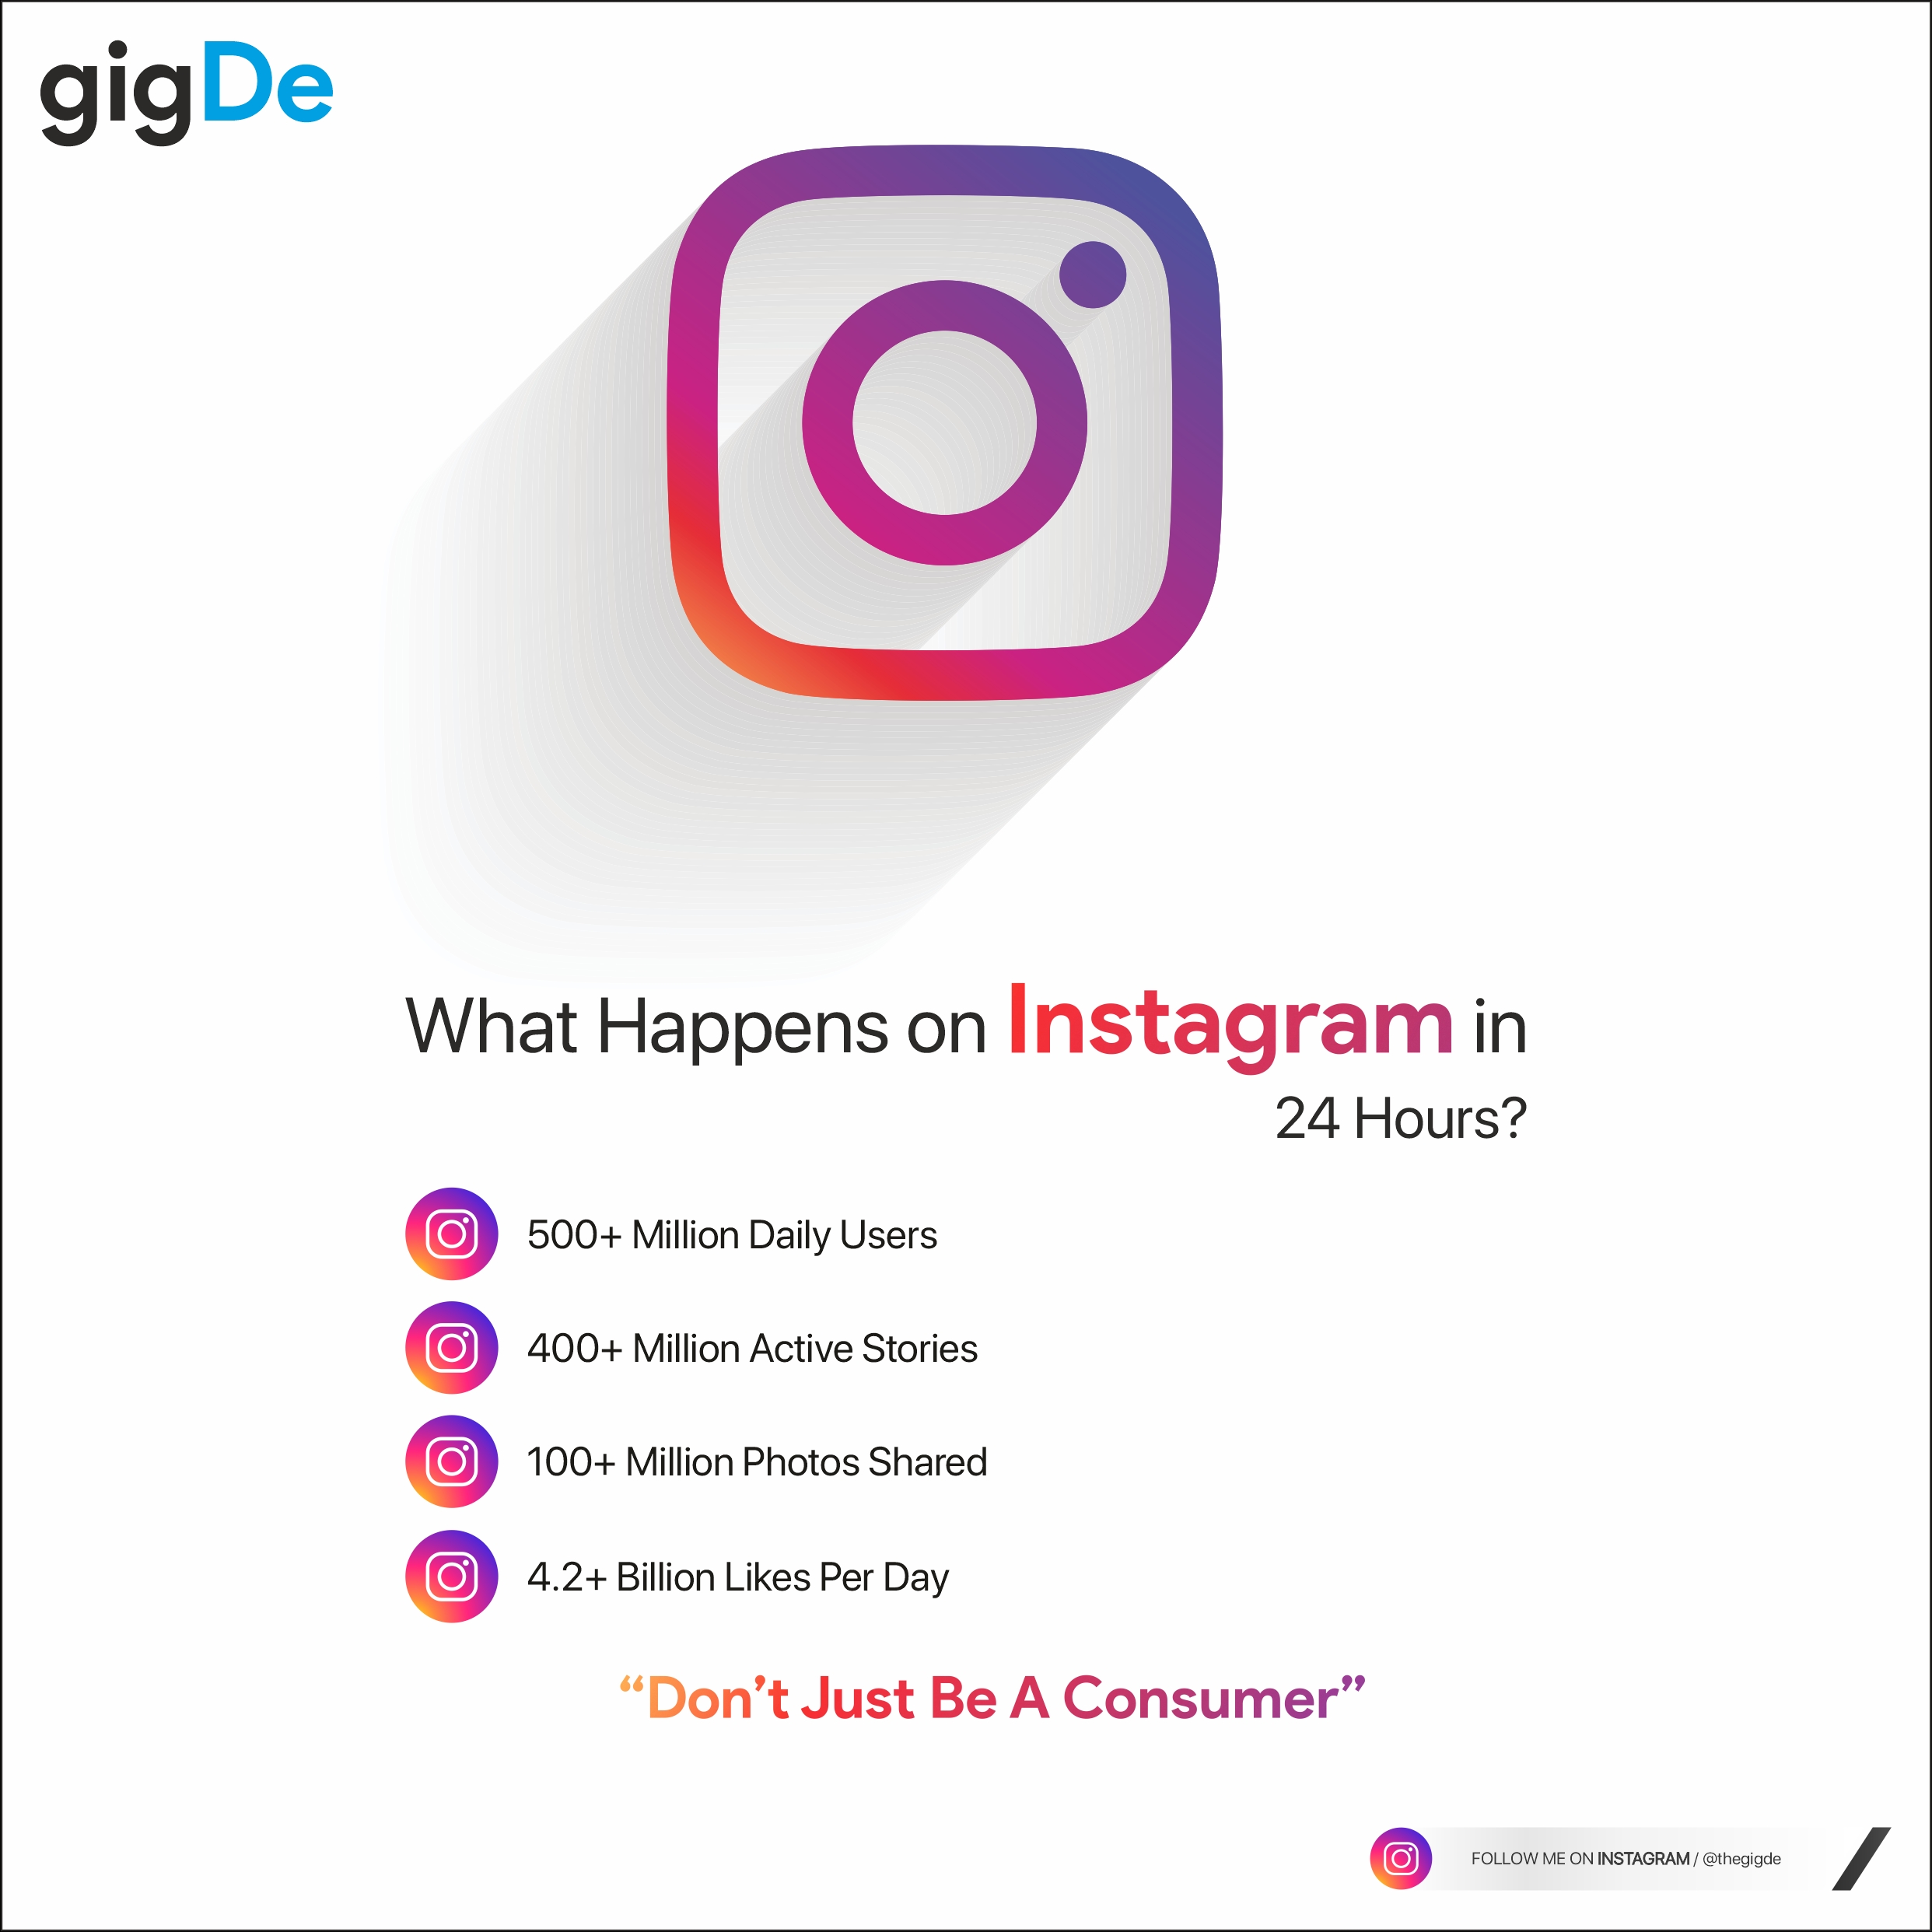 gigDe
What Happens on Instagram in
24 Hours?
500+ Million Daily Users
400+ Million Active Stories
100+ Million Photos Shared
4.2+ Billion Likes Per Day
“Don’t Just Be A Consumer”
FOLLOW ME ON INSTAGRAM / @thegigde